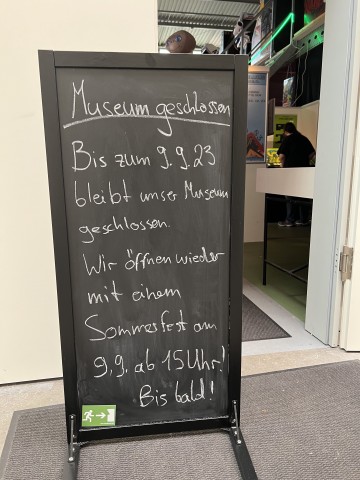 Museum geschlossen
Bis zum 9.9.23
bleibt unser Museum
geschlossen.
Wir öffnen wieder
mit einem
Sommerfest am
9.9. ab 15 Uhr!
Bis bald!